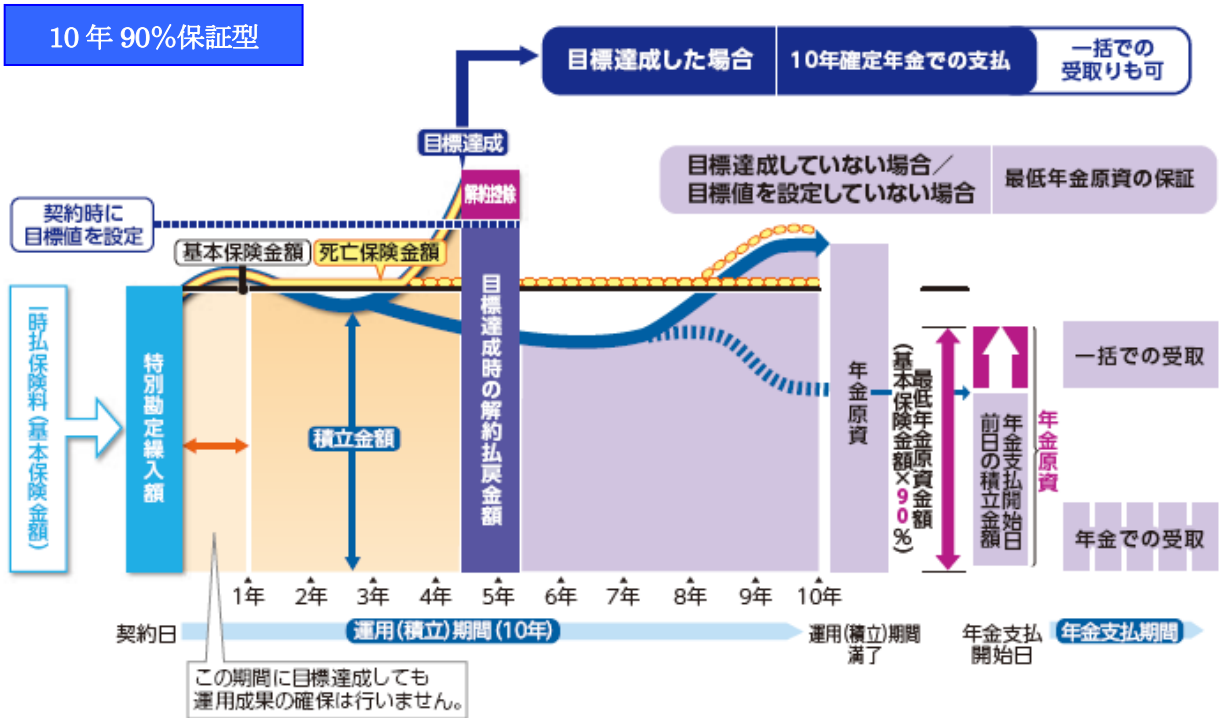 10年90%保証型
目標達成した場合
10年確定年金での支払
一括での
受取りも可
目標達成
解約控除
目標達成していない場合/
目標値を設定していない場合
最低年金原資の保証
契約時に
目標値を設定
基本保険金額
死亡保険金額
一時払保険料(基本保険金額)
特別勘定繰入額
積立金額
目標達成時の解約払戻金額
年金原資
最低年金原資金額
(基本保険金額×90%)
年金支払開始日
前日の積立金額
年金原資
一括での受取
年金での受取
1年
2年
3年
4年
5年
6年
7年
8年
9年
10年
契約日
運用(積立)期間(10年)
運用(積立)期間
満了
年金支払
開始日
年金支払期間
この期間に目標達成しても
運用成果の確保は行いません。